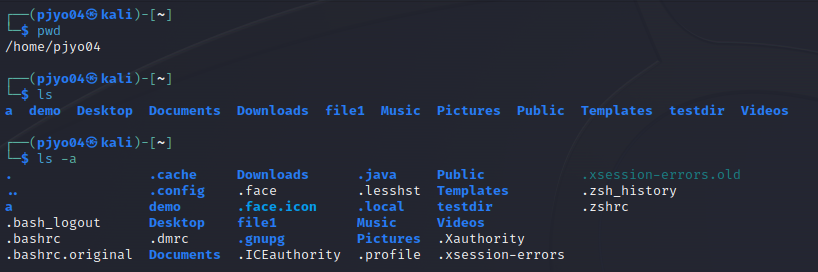 ┌──(pjyo04㉿kali)-[~]
└─$ pwd
/home/pjyo04
┌──(pjyo04㉿kali)-[~]
└─$ ls
a demo Desktop Documents Downloads file1 Music Pictures Public Templates testdir Videos
┌──(pjyo04㉿kali)-[~]
└─$ ls -a
. .cache Downloads .java Public .xsession-errors.old
.. .config .face .lesshst Templates .zsh_history
a demo .face.icon .local testdir .zshrc
.bash_logout Desktop file1 Music Videos
.bashrc .dmrc .gnupg Pictures .Xauthority
.bashrc.original Documents .ICEauthority .profile .xsession-errors